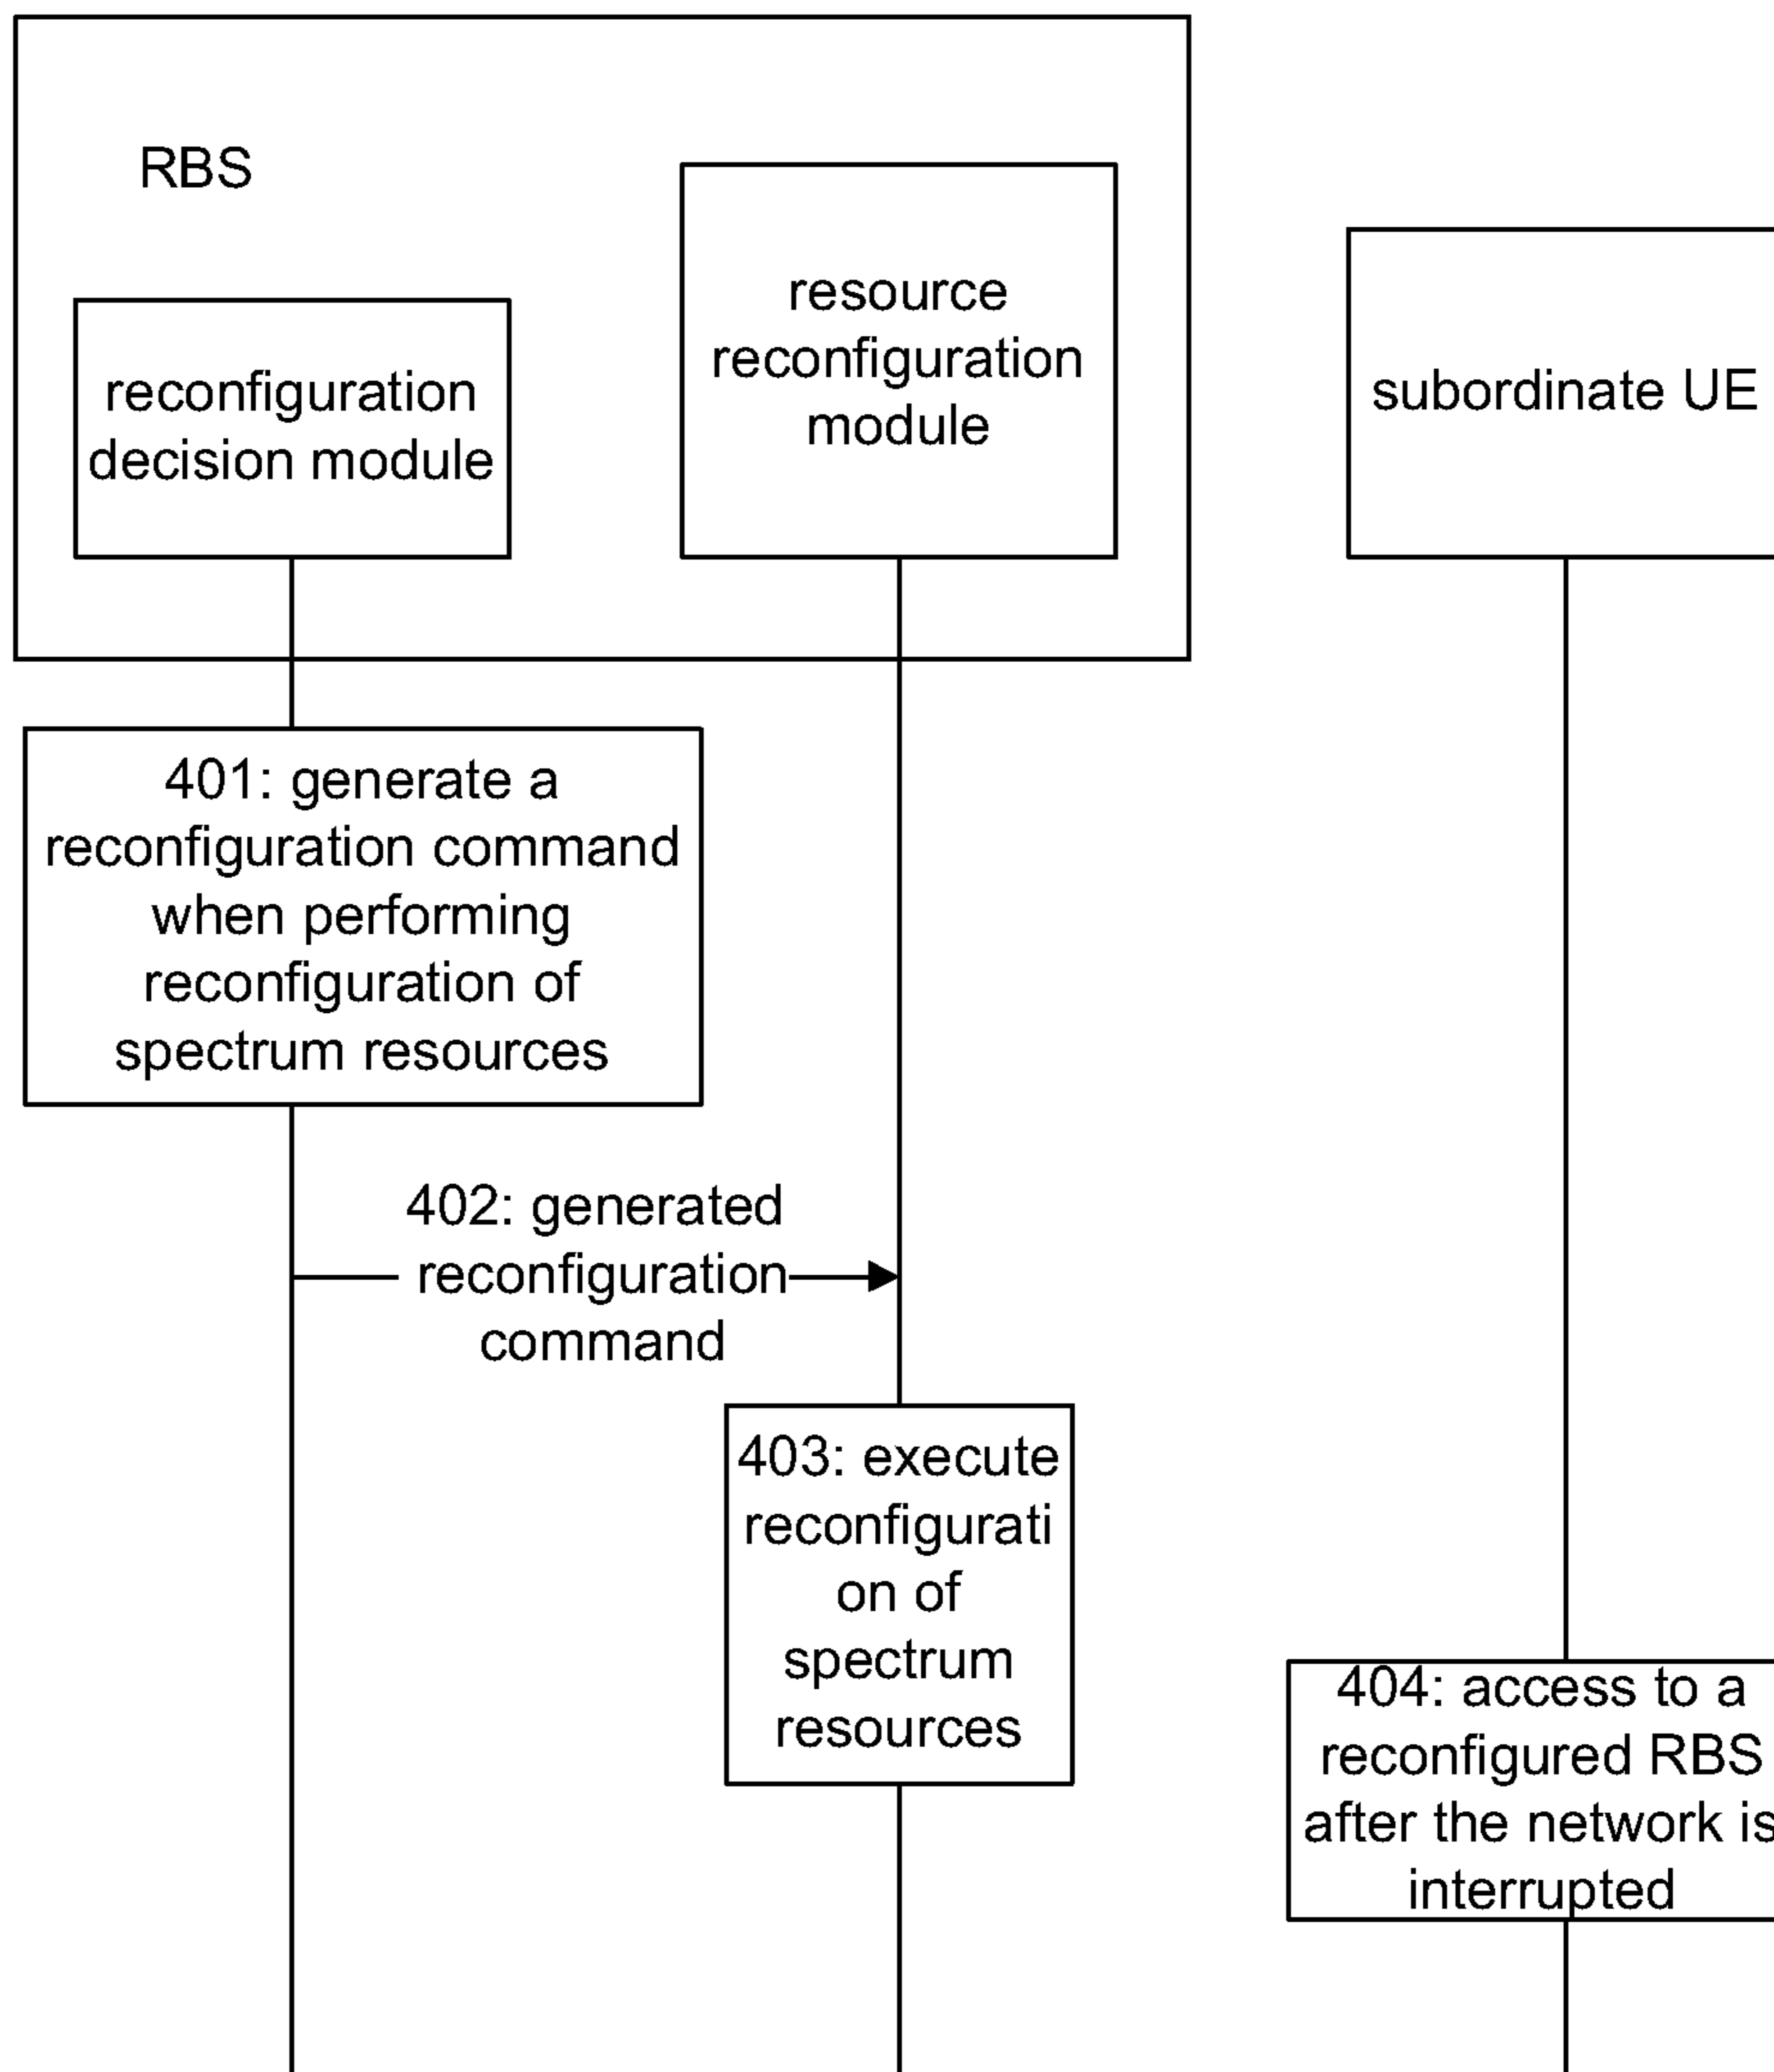 RBS
reconfiguration
decision module
resource
reconfiguration
module
subordinate UE
401: generate a
reconfiguration command
when performing
reconfiguration of
spectrum resources
402: generated
reconfiguration
command
403: execute
reconfigurati
on of
spectrum
resources
404: access to a
reconfigured RBS
after the network is
interrupted